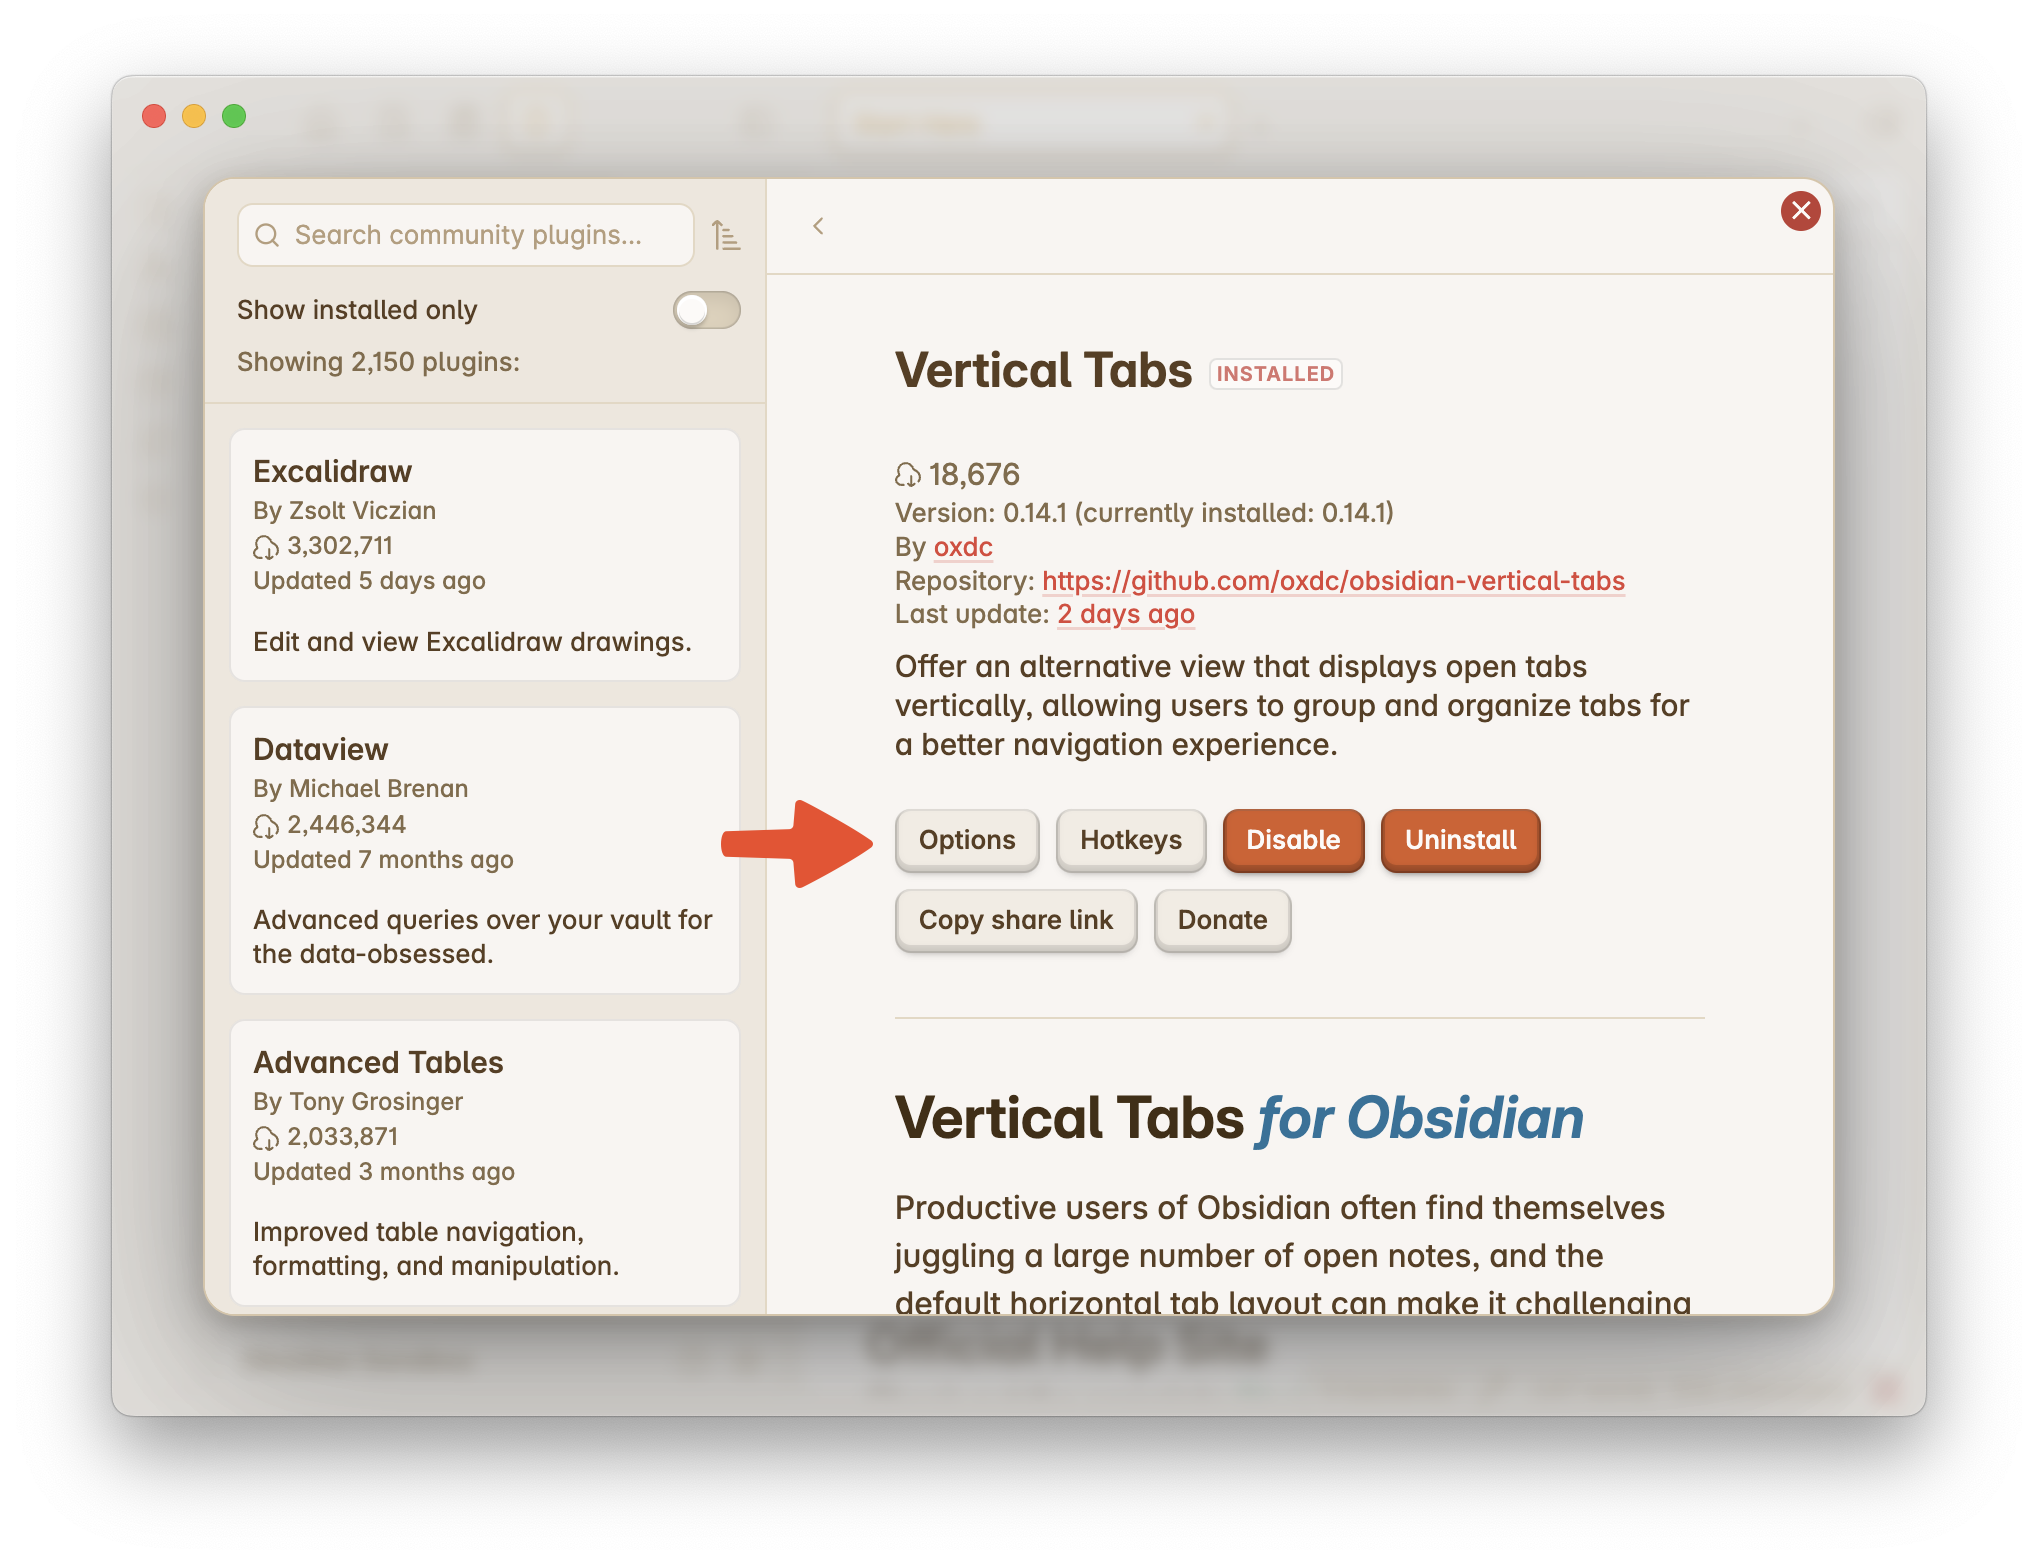 Search community plugins...
Show installed only
Showing 2,150 plugins:
Excalidraw
By Zsolt Viczian
3,302,711
Updated 5 days ago
Edit and view Excalidraw drawings.
Dataview
By Michael Brenan
2,446,344
Updated 7 months ago
Advanced queries over your vault for
the data-obsessed.
Advanced Tables
By Tony Grosinger
2,033,871
Updated 3 months ago
Improved table navigation,
formatting, and manipulation.
Vertical Tabs INSTALLED
18,676
Version: 0.14.1 (currently installed: 0.14.1)
By oxdc
Repository: https://github.com/oxdc/obsidian-vertical-tabs
Last update: 2 days ago
Offer an alternative view that displays open tabs
vertically, allowing users to group and organize tabs for
a better navigation experience.
Options Hotkeys Disable Uninstall
Copy share link Donate
Vertical Tabs for Obsidian
Productive users of Obsidian often find themselves
juggling a large number of open notes, and the
default horizontal tab layout can make it challenging
Official Help Site